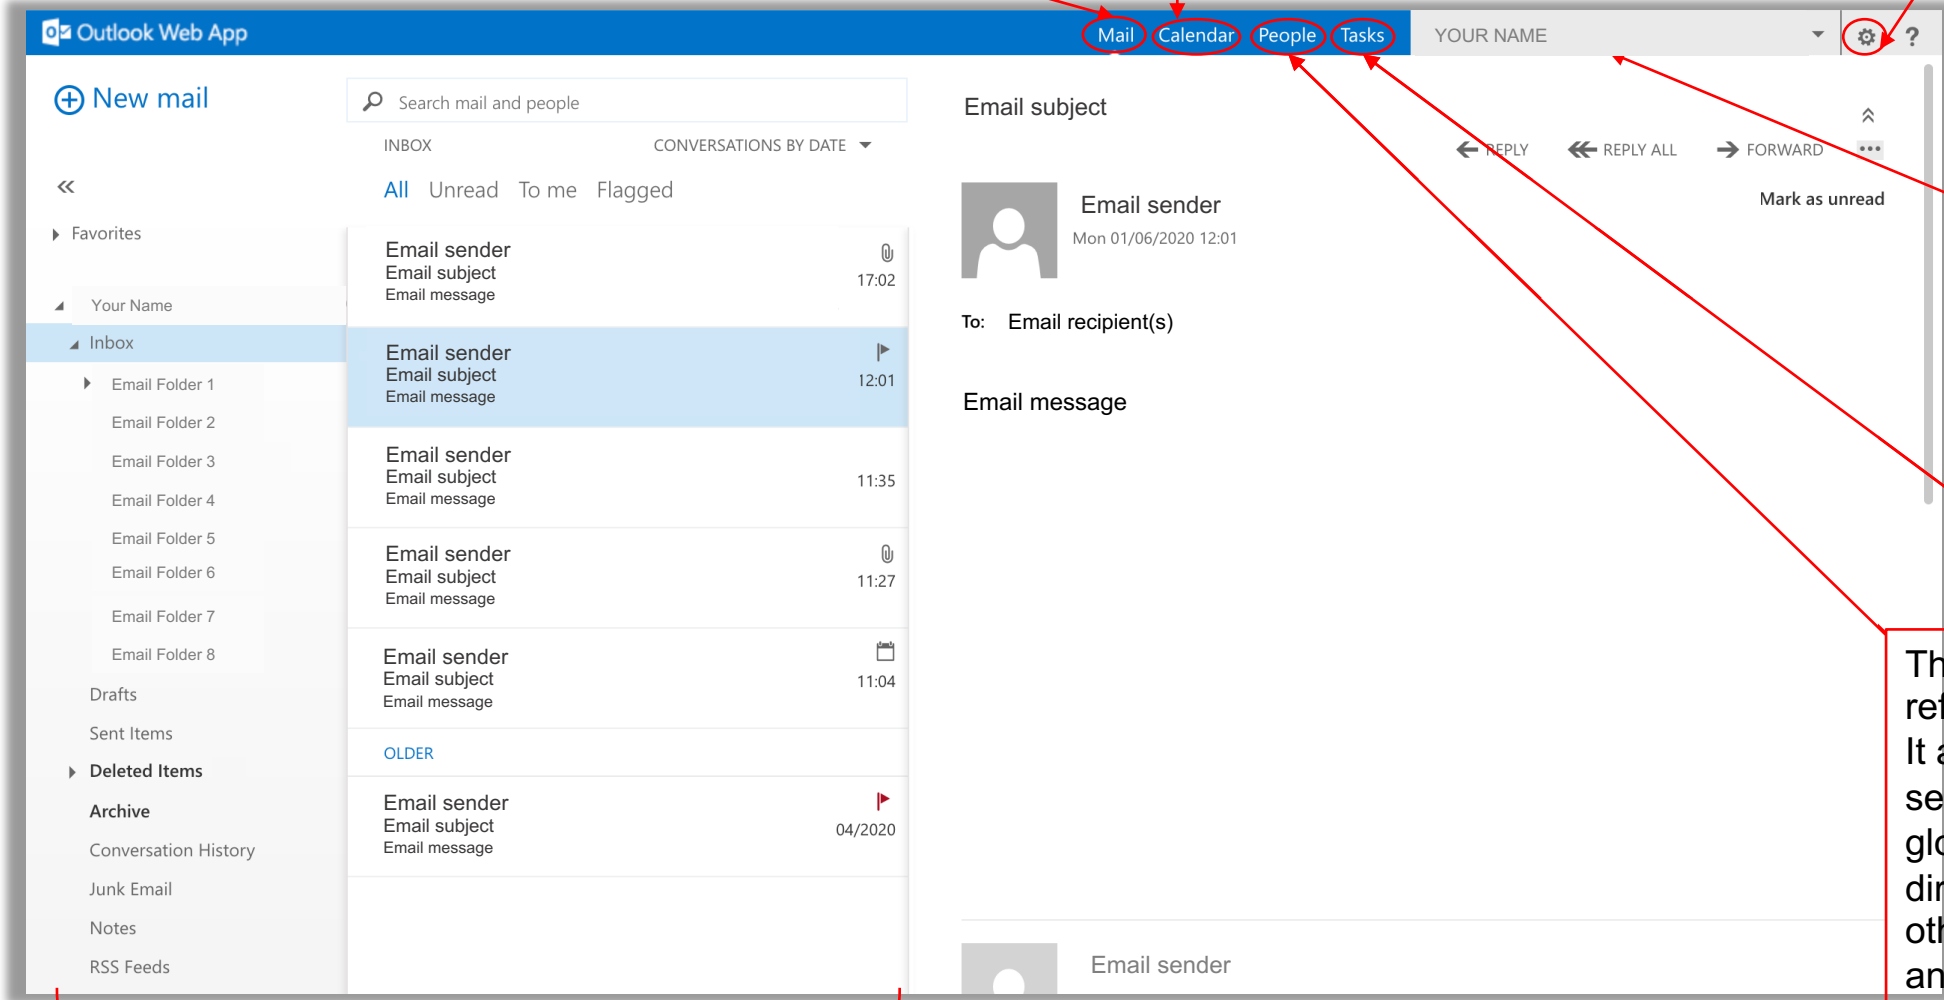 Outlook Web App
Mail Calendar People Tasks YOUR NAME ?
New mail
Search mail and people
INBOX CONVERSATIONS BY DATE
All Unread To me Flagged
Favorites
Your Name
Inbox
Email Folder 1
Email Folder 2
Email Folder 3
Email Folder 4
Email Folder 5
Email Folder 6
Email Folder 7
Email Folder 8
Drafts
Sent Items
Deleted Items
Archive
Conversation History
Junk Email
Notes
RSS Feeds
Email sender
Email subject
17:02
Email message
Email sender
Email subject
12:01
Email message
Email sender
Email subject
11:35
Email message
Email sender
Email subject
11:27
Email message
Email sender
Email subject
11:04
Email message
OLDER
Email sender
Email subject
04/2020
Email message
Email subject
REPLY REPLY ALL FORWARD
Mark as unread
Email sender
Mon 01/06/2020 12:01
To: Email recipient(s)
Email message
Email sender
It